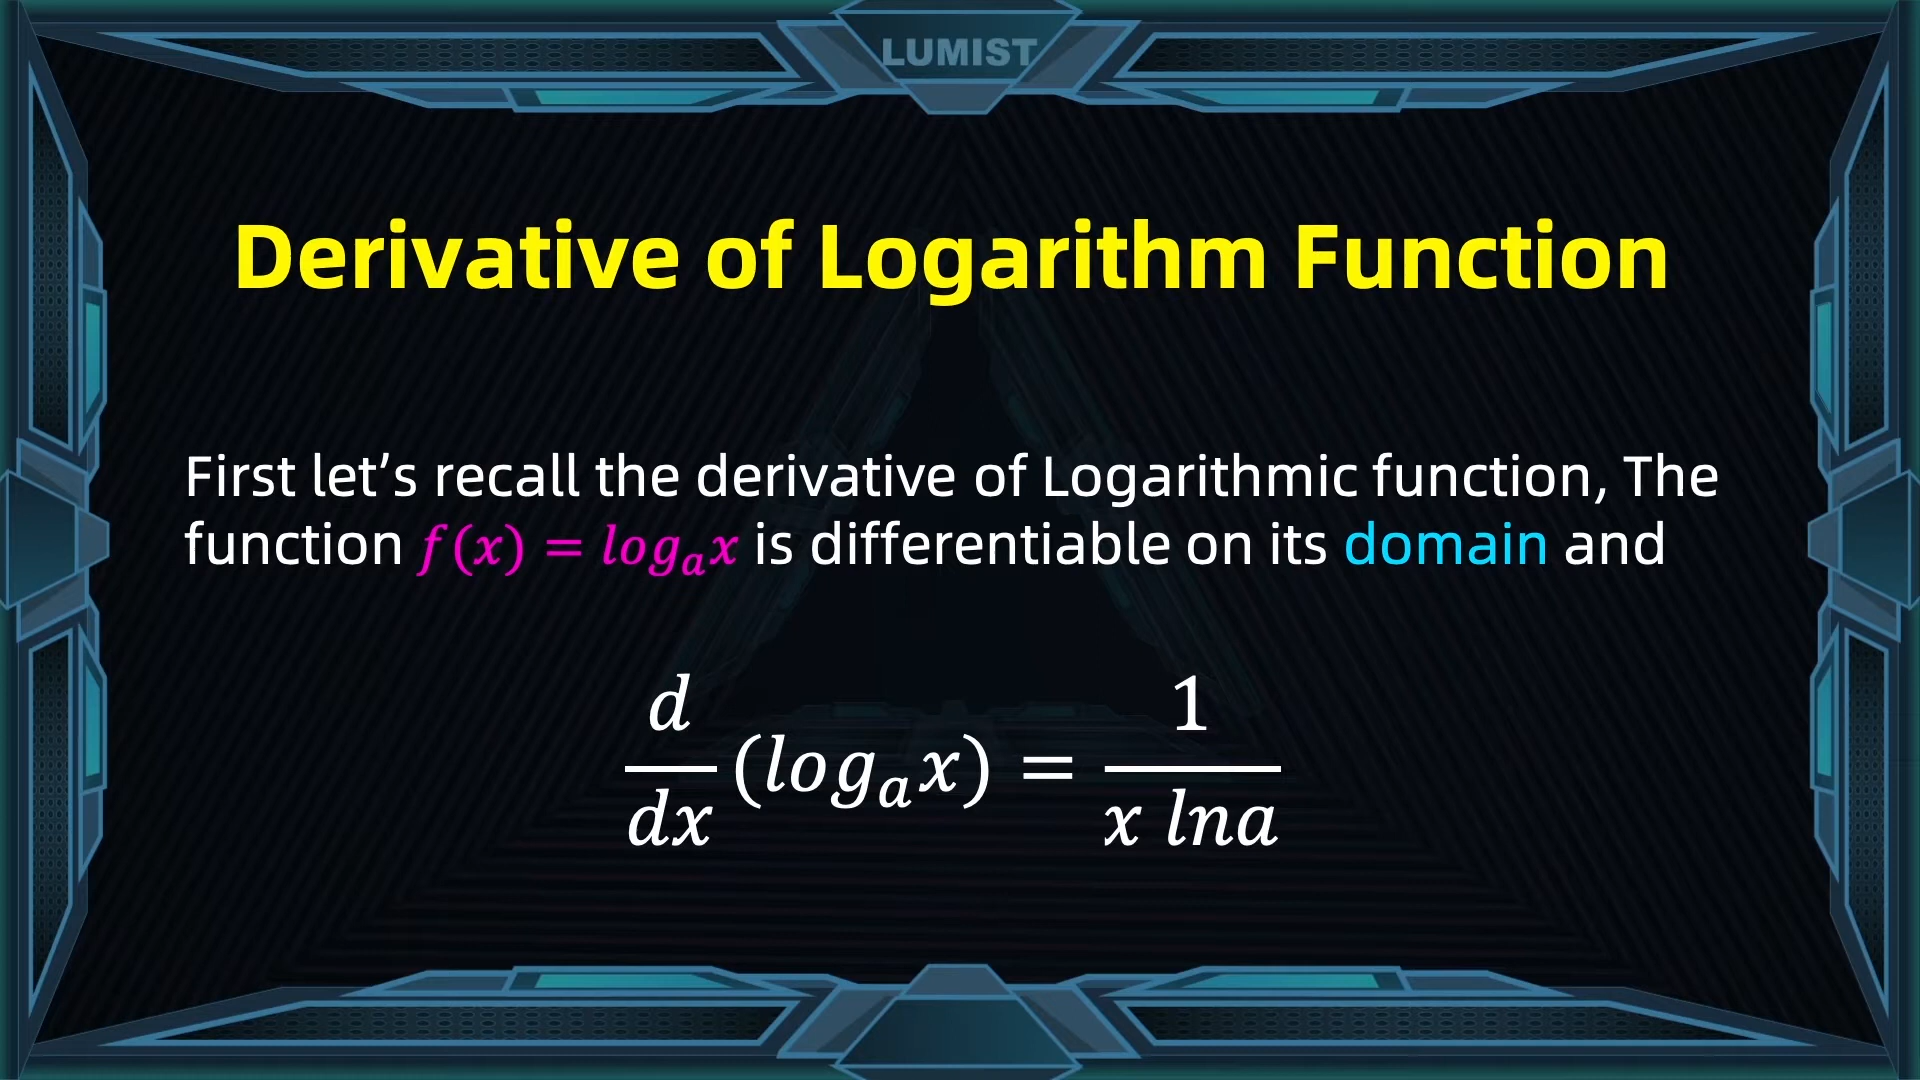 LUMIST
Derivative of Logarithm Function
First let’s recall the derivative of Logarithmic function, The
function f(x) = logₐx is differentiable on its domain and
d/dx (logₐx) = 1/(x lna)